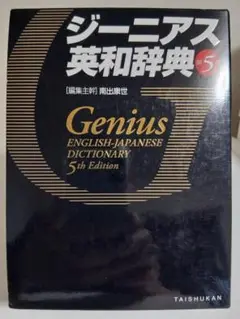 ジーニアス
英和辞典 第5版
[編集主幹] 南出康世
Genius
ENGLISH-JAPANESE
DICTIONARY
5th Edition
TAISHUKAN